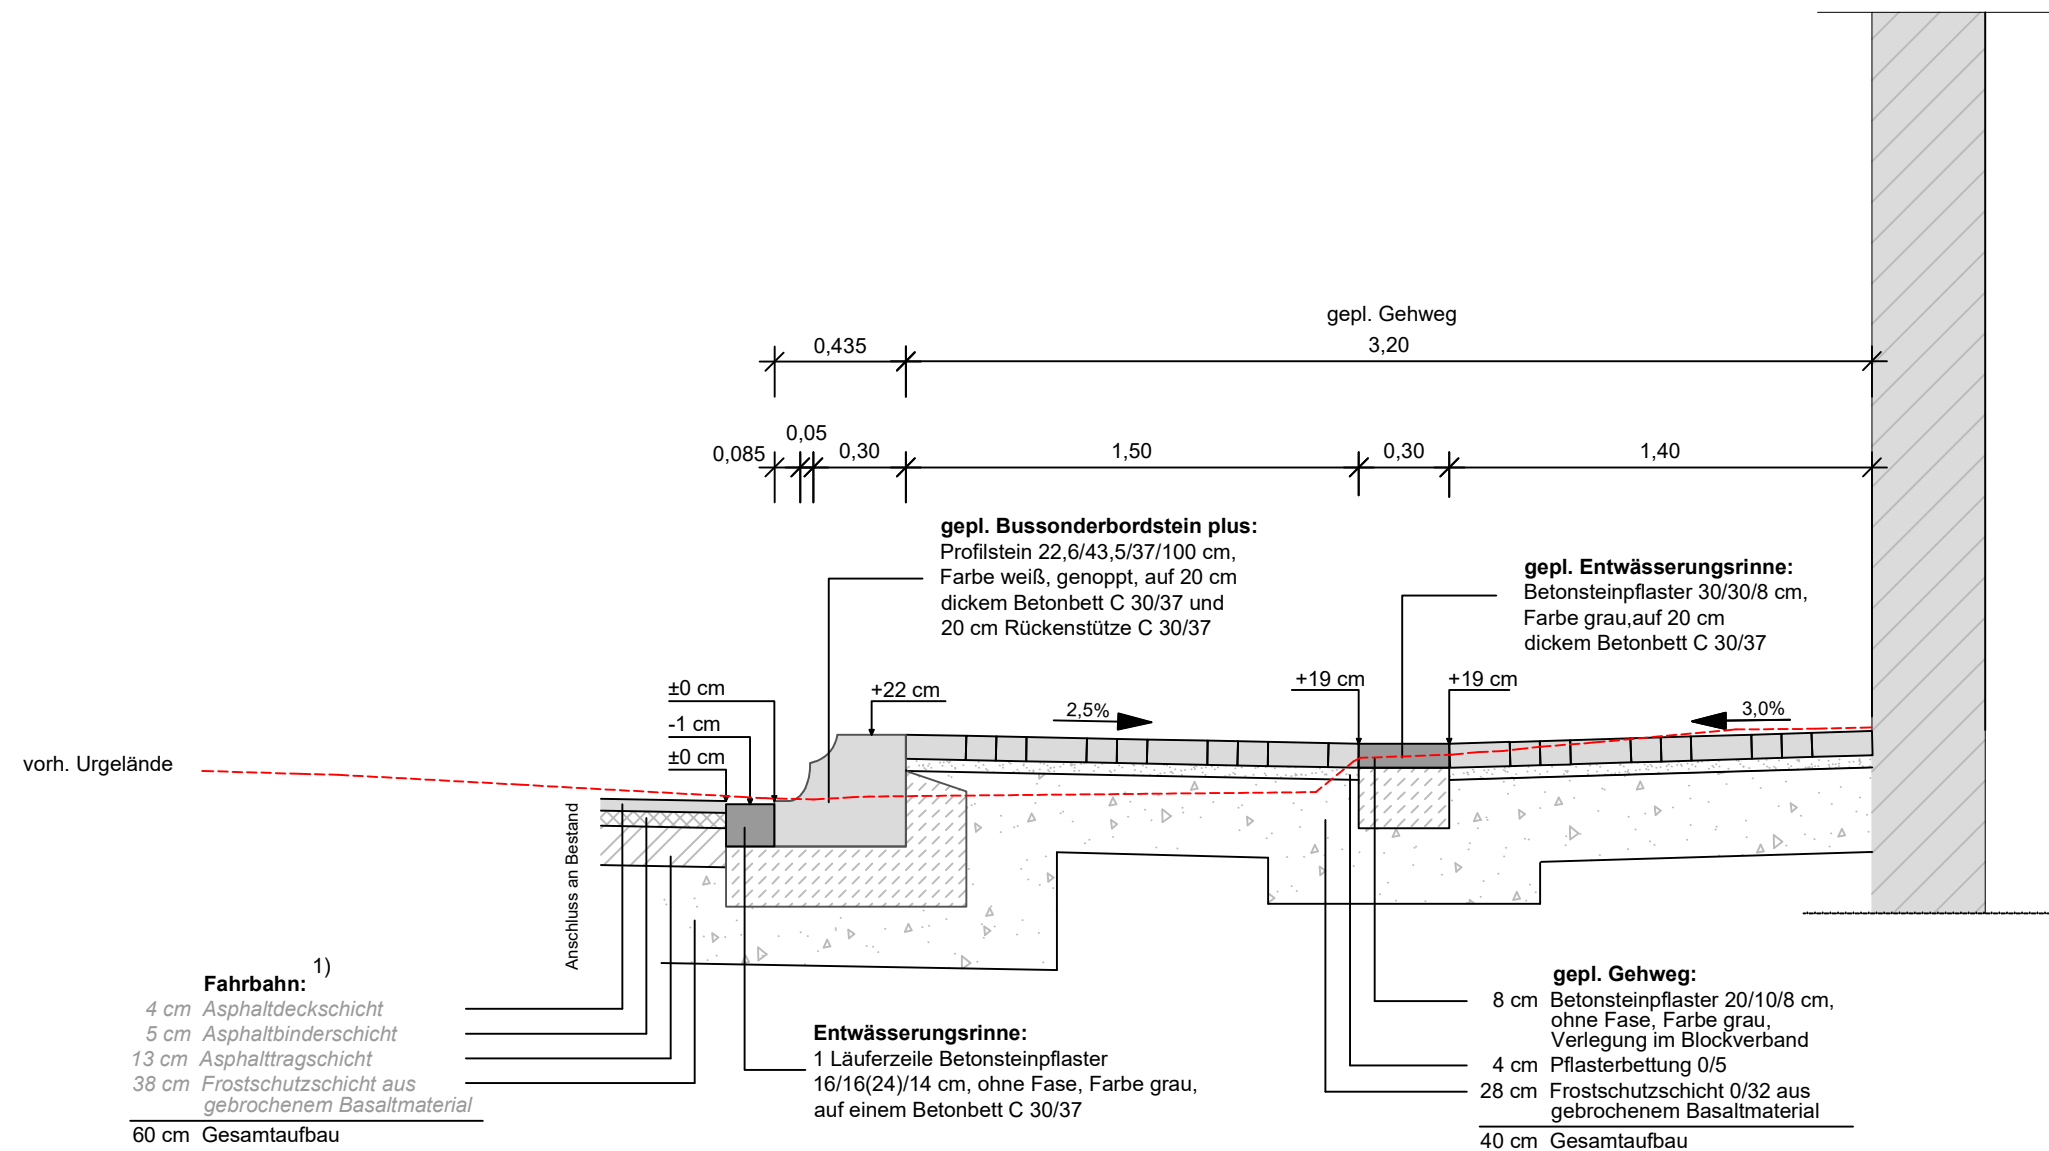 gepl. Gehweg
0,435
3,20
0,085
0,05
0,30
1,50
0,30
1,40
gepl. Bussonderbordstein plus:
Profilstein 22,6/43,5/37/100 cm,
Farbe weiß, genoppt, auf 20 cm
dickem Betonbett C 30/37 und
20 cm Rückenstütze C 30/37
gepl. Entwässerungsrinne:
Betonsteinpflaster 30/30/8 cm,
Farbe grau,auf 20 cm
dickem Betonbett C 30/37
±0 cm
-1 cm
±0 cm
+22 cm
2,5%
+19 cm
+19 cm
3,0%
vorh. Urgelände
Anschluss an Bestand
1)
Fahrbahn:
4 cm Asphaltdeckschicht
5 cm Asphaltbinderschicht
13 cm Asphalttragschicht
38 cm Frostschutzschicht aus
gebrochenem Basaltmaterial
60 cm Gesamtaufbau
Entwässerungsrinne:
1 Läuferzeile Betonsteinpflaster
16/16(24)/14 cm, ohne Fase, Farbe grau,
auf einem Betonbett C 30/37
gepl. Gehweg:
8 cm Betonsteinpflaster 20/10/8 cm,
ohne Fase, Farbe grau,
Verlegung im Blockverband
4 cm Pflasterbettung 0/5
28 cm Frostschutzschicht 0/32 aus
gebrochenem Basaltmaterial
40 cm Gesamtaufbau